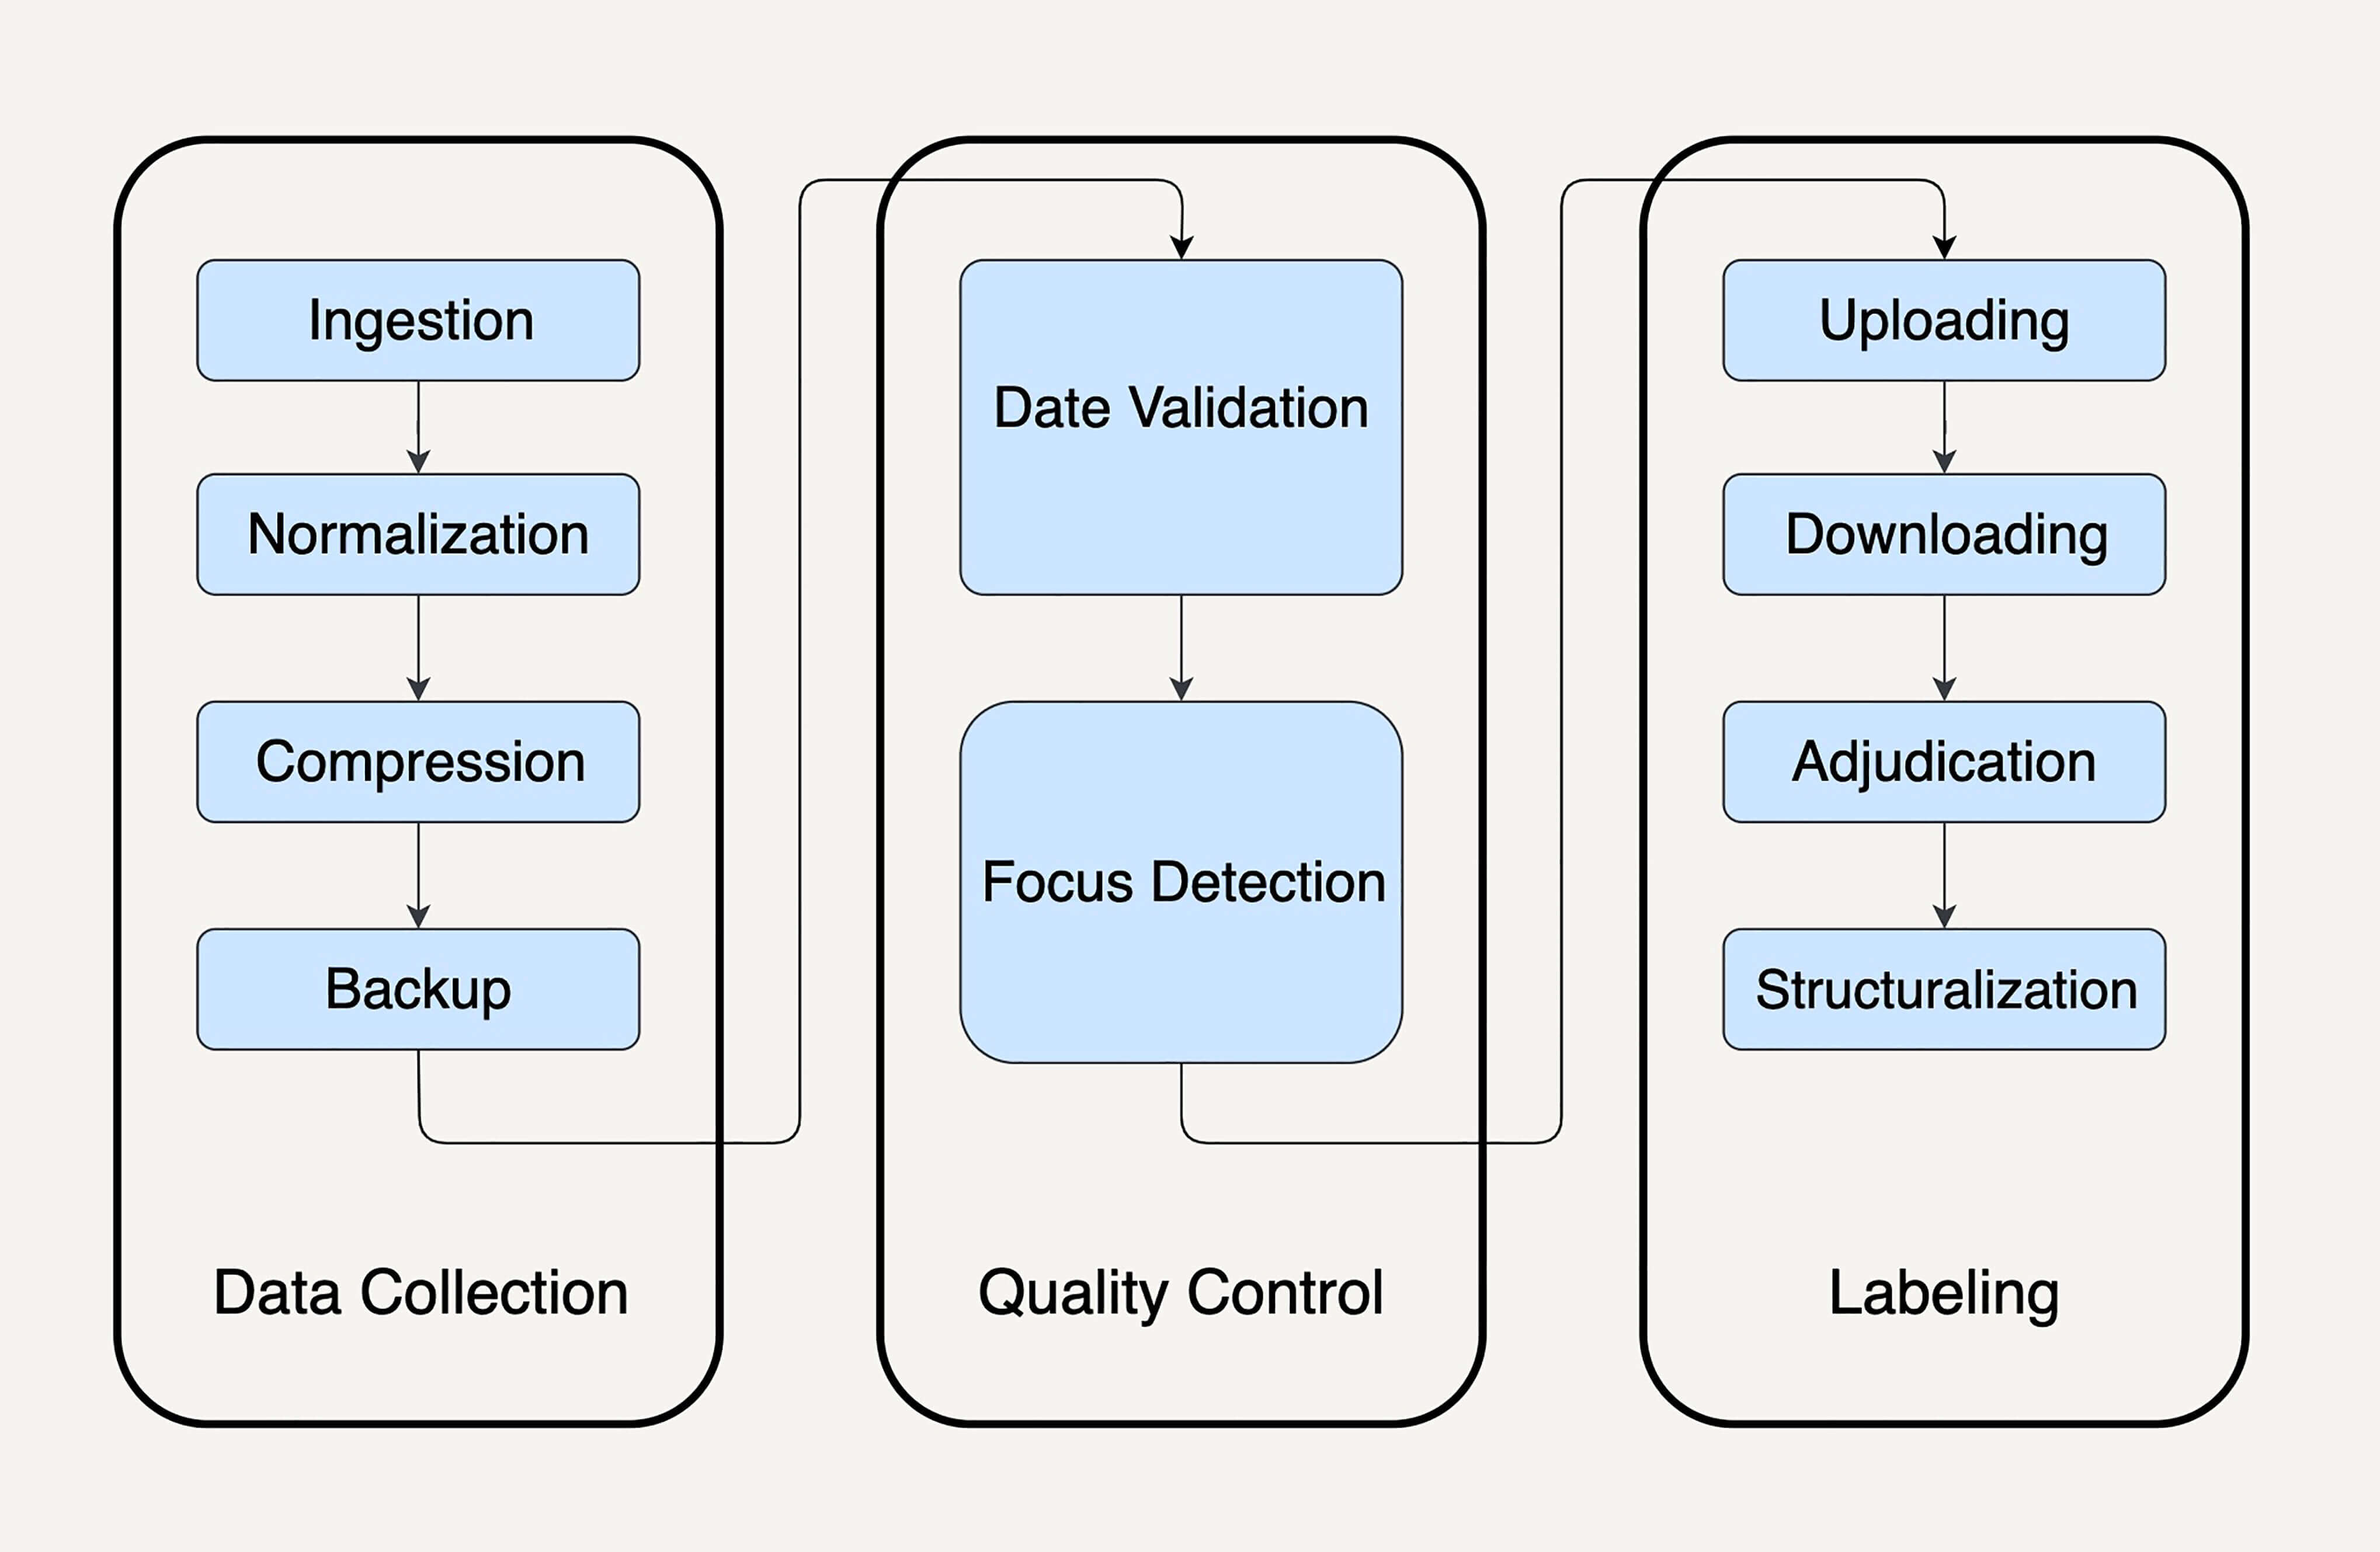 Ingestion
Normalization
Compression
Backup
Data Collection
Date Validation
Focus Detection
Quality Control
Uploading
Downloading
Adjudication
Structuralization
Labeling